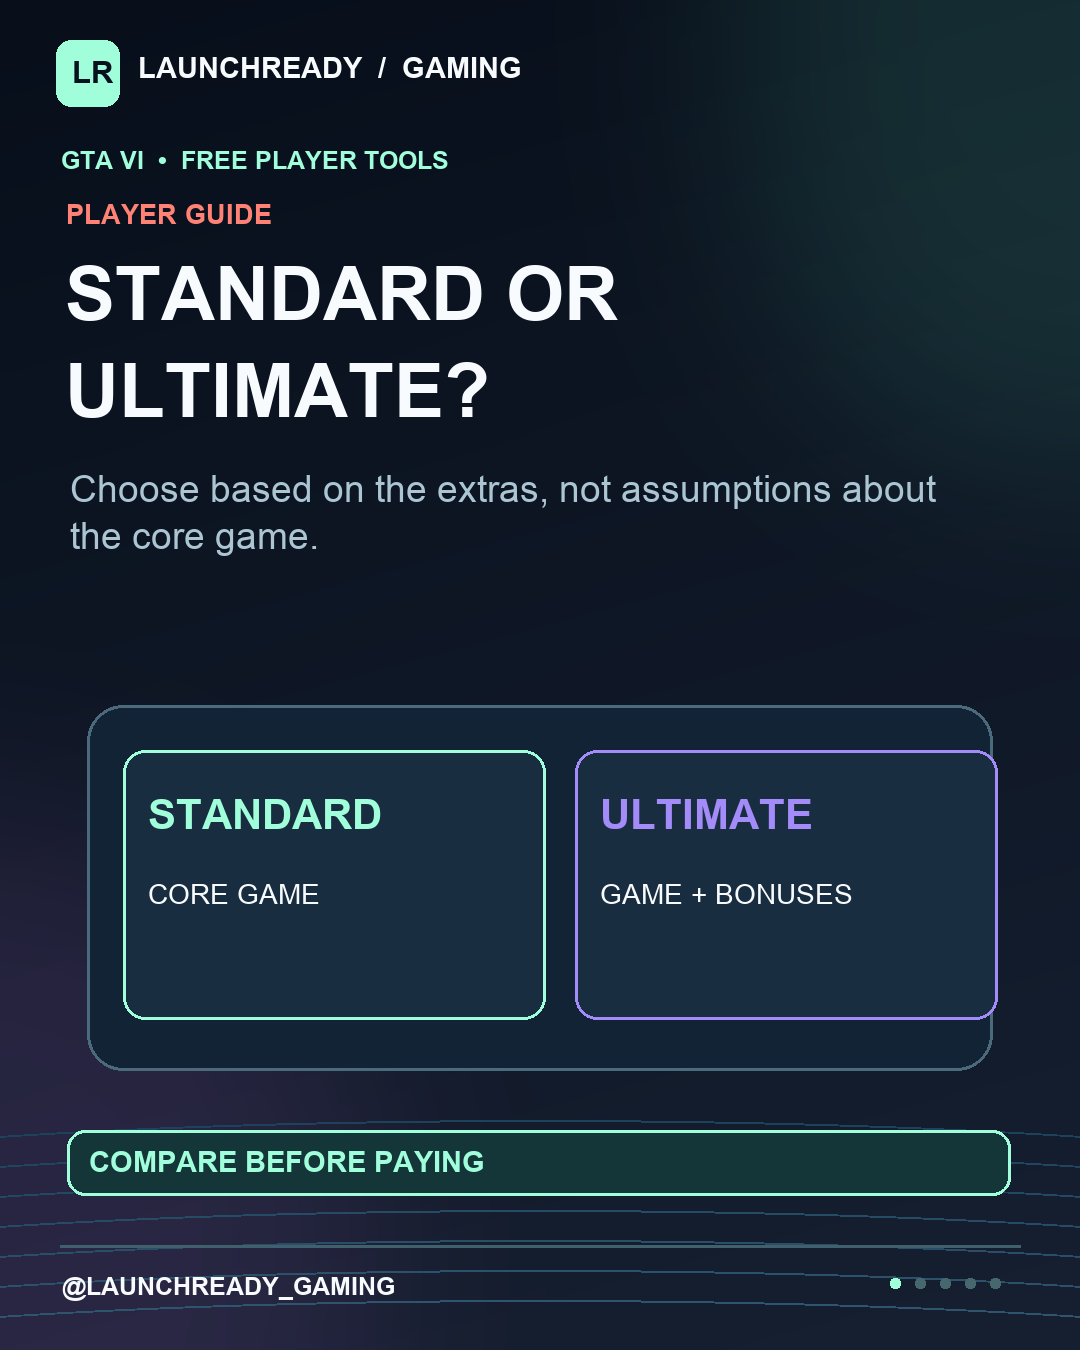 LR LAUNCHREADY / GAMING
GTA VI • FREE PLAYER TOOLS
PLAYER GUIDE
STANDARD OR
ULTIMATE?
Choose based on the extras, not assumptions about
the core game.
STANDARD
CORE GAME
ULTIMATE
GAME + BONUSES
COMPARE BEFORE PAYING
@LAUNCHREADY_GAMING